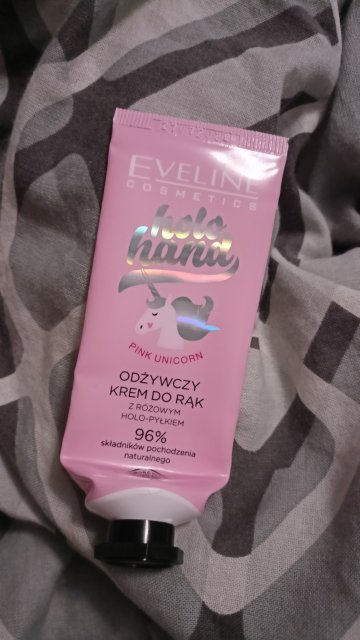 EVELINE
COSMETICS
holo
hand
PINK UNICORN
ODŻYWCZY
KREM DO RĄK
Z RÓŻOWYM
HOLO-PYŁKIEM
96%
składników pochodzenia
naturalnego